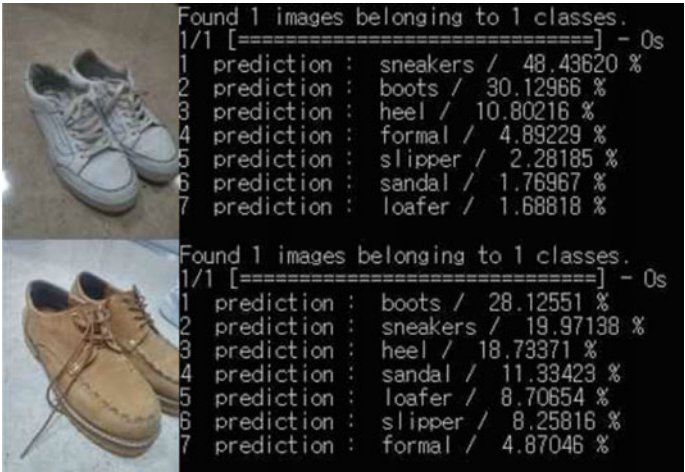 Found 1 images belonging to 1 classes.
1/1 [==============================] - 0s
1 prediction : sneakers / 48.43620 %
2 prediction : boots / 30.12966 %
3 prediction : heel / 10.80216 %
4 prediction : formal / 4.89229 %
5 prediction : slipper / 2.28185 %
6 prediction : sandal / 1.76967 %
7 prediction : loafer / 1.68818 %
Found 1 images belonging to 1 classes.
1/1 [==============================] - 0s
1 prediction : boots / 28.12551 %
2 prediction : sneakers / 19.97138 %
3 prediction : heel / 18.73371 %
4 prediction : sandal / 11.33423 %
5 prediction : loafer / 8.70654 %
6 prediction : slipper / 8.25816 %
7 prediction : formal / 4.87046 %